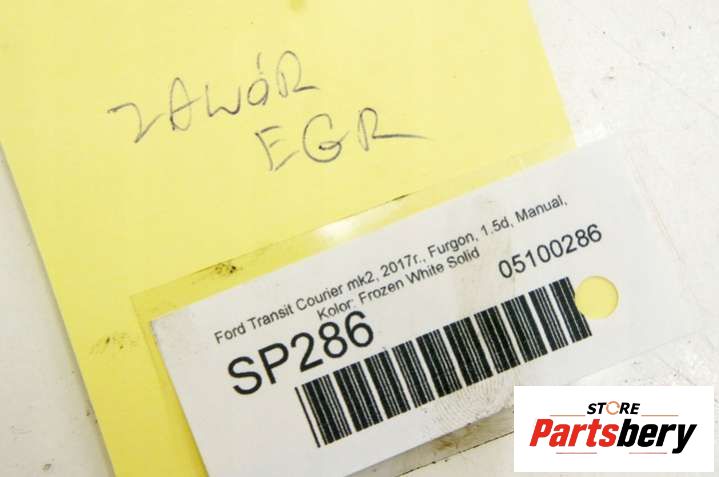 ZAWÓR
EGR
Ford Transit Courier mk2, 2017r., Furgon, 1.5d, Manual,
Kolor: Frozen White Solid
SP286
05100286
STORE
Partsbery